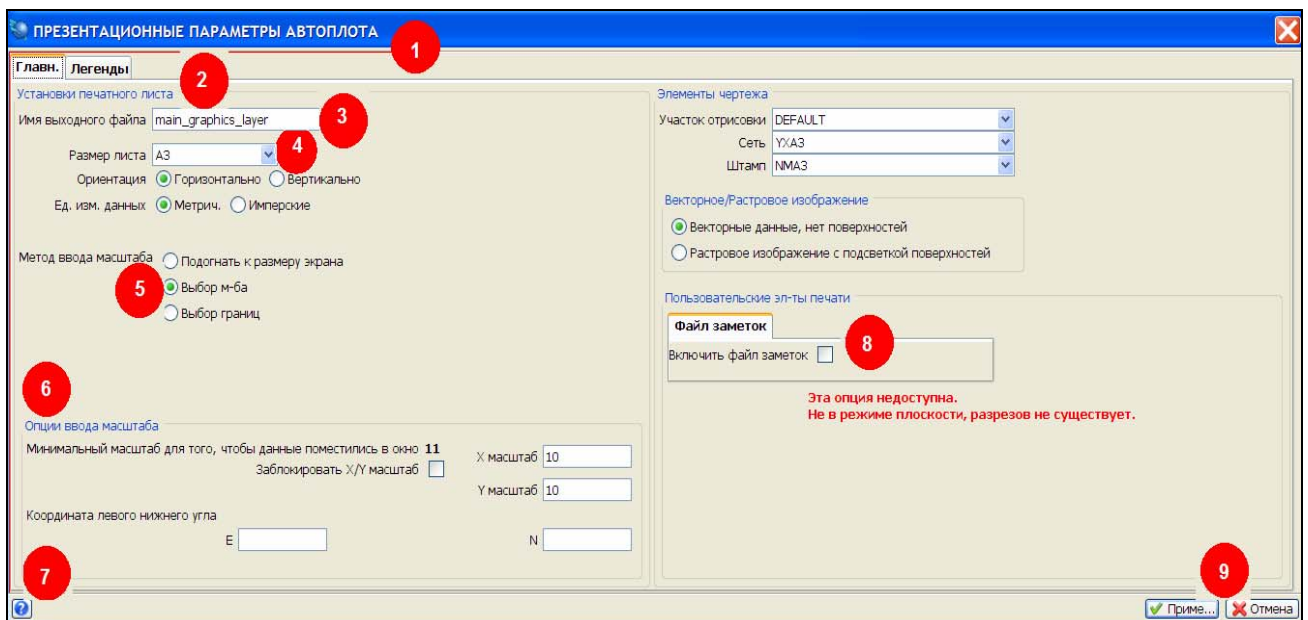 ПРЕЗЕНТАЦИОННЫЕ ПАРАМЕТРЫ АВТОПЛОТА
1
Главн. Легенды
2
Установки печатного листа
Имя выходного файла main_graphics_layer
3
Размер листа A3
4
Ориентация Горизонтально Вертикально
Ед. изм. данных Метрич. Имперские
Метод ввода масштаба Подогнать к размеру экрана
5
Выбор м-ба
Выбор границ
6
Опции ввода масштаба
Минимальный масштаб для того, чтобы данные поместились в окно 11
Заблокировать X/Y масштаб
X масштаб 10
Y масштаб 10
Координата левого нижнего угла
E N
7
Элементы чертежа
Участок отрисовки DEFAULT
Сеть YXA3
Штамп NMA3
Векторное/Растровое изображение
Векторные данные, нет поверхностей
Растровое изображение с подсветкой поверхностей
Пользовательские эл-ты печати
Файл заметок
Включить файл заметок
8
Эта опция недоступна.
Не в режиме плоскости, разрезов не существует.
9
? Приме... Отмена